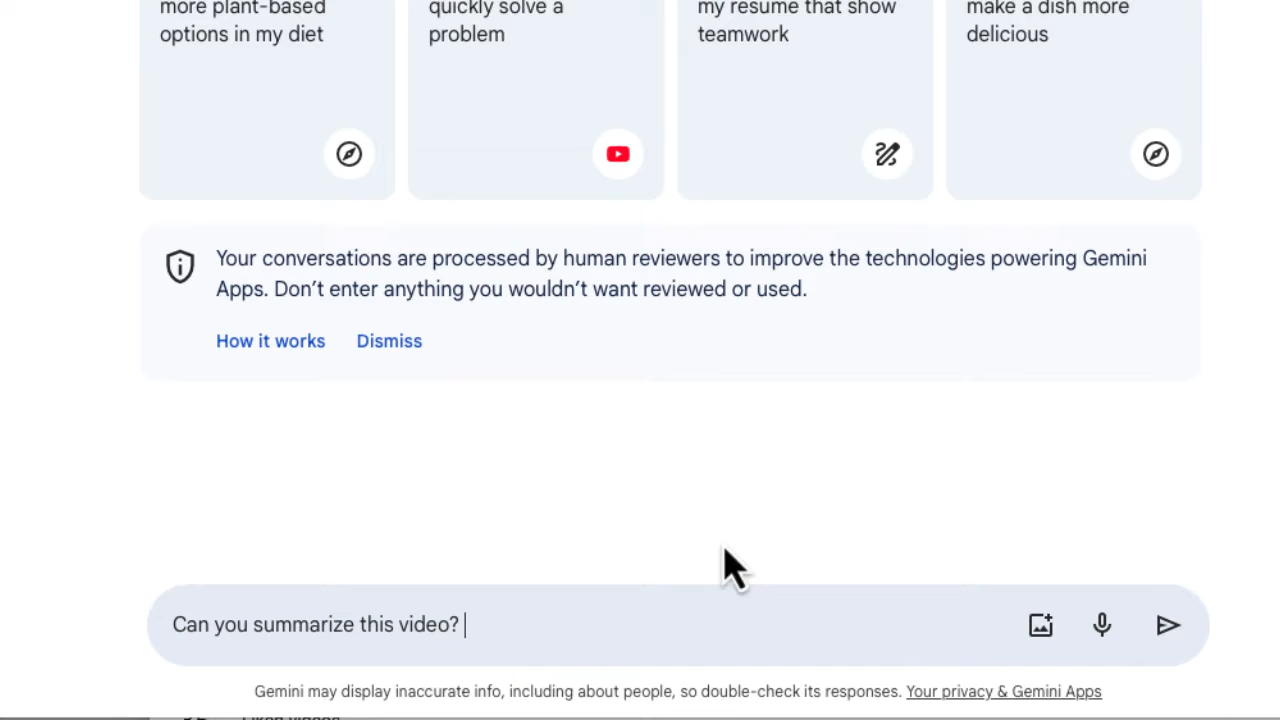 more plant-based
options in my diet
quickly solve a
problem
my resume that show
teamwork
make a dish more
delicious
Your conversations are processed by human reviewers to improve the technologies powering Gemini
Apps. Don’t enter anything you wouldn’t want reviewed or used.
How it works Dismiss
Can you summarize this video?
Gemini may display inaccurate info, including about people, so double-check its responses. Your privacy & Gemini Apps